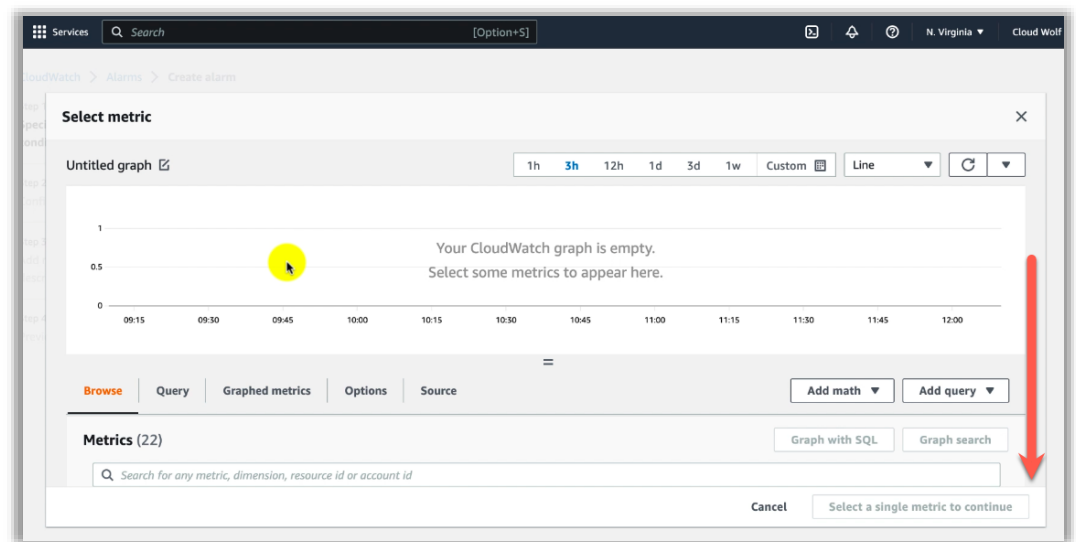 Services Search [Option+S] N. Virginia Cloud Wolf
CloudWatch > Alarms > Create alarm
Select metric
Untitled graph 1h 3h 12h 1d 3d 1w Custom Line
1
Your CloudWatch graph is empty.
0.5
Select some metrics to appear here.
0
09:15 09:30 09:45 10:00 10:15 10:30 10:45 11:00 11:15 11:30 11:45 12:00
Browse Query Graphed metrics Options Source Add math Add query
Metrics (22) Graph with SQL Graph search
Search for any metric, dimension, resource id or account id
Cancel Select a single metric to continue